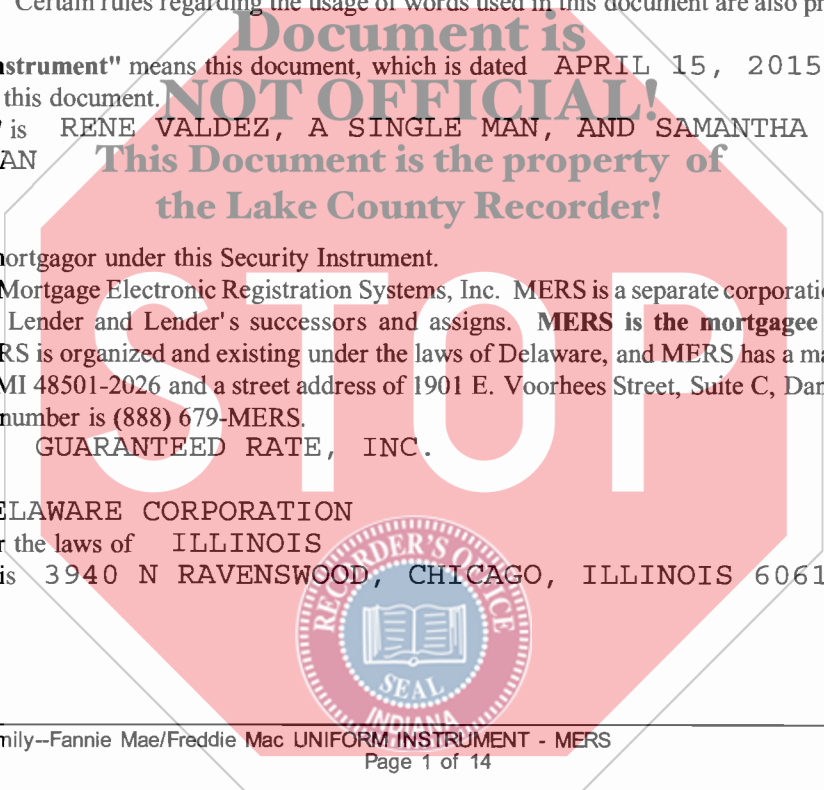 Certain rules regarding the usage of words used in this document are also pr
Document is
nstrument" means this document, which is dated APRIL 15, 2015
this document.
NOT OFFICIAL!
is RENE VALDEZ, A SINGLE MAN, AND SAMANTHA
AN
This Document is the property of
the Lake County Recorder!
ortgagor under this Security Instrument.
Mortgage Electronic Registration Systems, Inc. MERS is a separate corporati
Lender and Lender's successors and assigns. MERS is the mortgagee
RS is organized and existing under the laws of Delaware, and MERS has a ma
MI 48501-2026 and a street address of 1901 E. Voorhees Street, Suite C, Dan
number is (888) 679-MERS.
STOP
GUARANTEED RATE, INC.
ELAWARE CORPORATION
r the laws of ILLINOIS
is 3940 N RAVENSWOOD, CHICAGO, ILLINOIS 6061
RECORDER'S OFFICE
SEAL
INDIANA
mily--Fannie Mae/Freddie Mac UNIFORM INSTRUMENT - MERS
Page 1 of 14